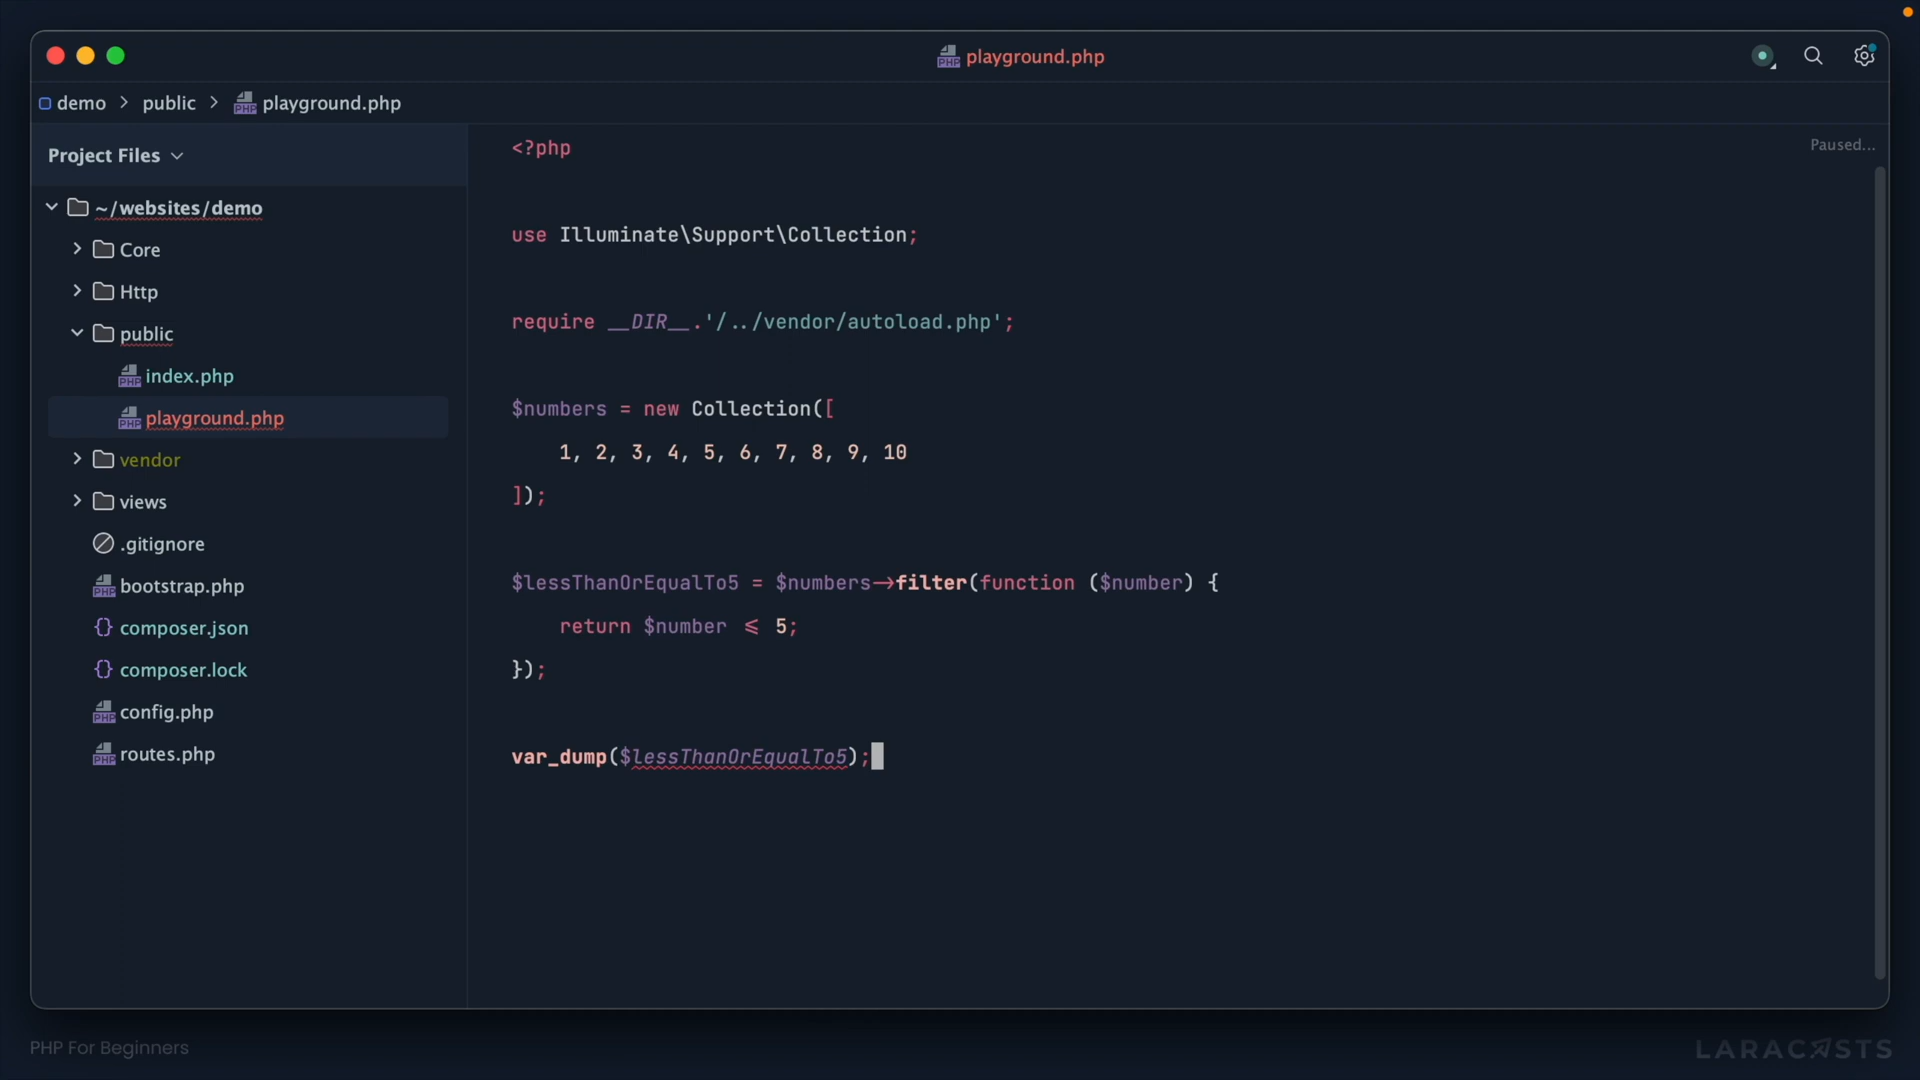 playground.php
demo > public > playground.php
Project Files
Paused...
~/websites/demo
Core
Http
public
index.php
playground.php
vendor
views
.gitignore
bootstrap.php
composer.json
composer.lock
config.php
routes.php
<?php
use Illuminate\Support\Collection;
require __DIR__.'/../vendor/autoload.php';
$numbers = new Collection([
1, 2, 3, 4, 5, 6, 7, 8, 9, 10
]);
$lessThanOrEqualTo5 = $numbers->filter(function ($number) {
return $number <= 5;
});
var_dump($lessThanOrEqualTo5);
PHP For Beginners
LARACASTS